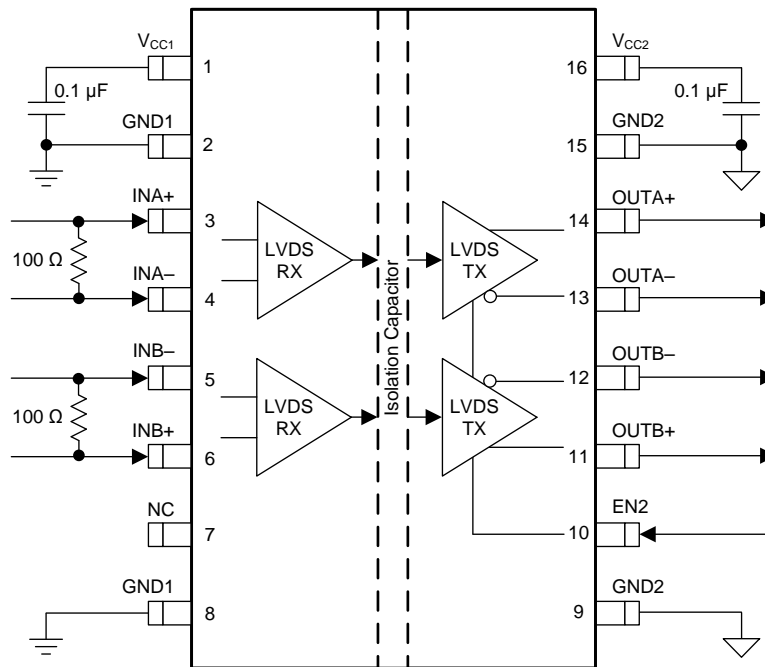 VCC1
1
0.1 µF
GND1
2
INA+
3
100 Ω
INA–
4
INB–
5
100 Ω
INB+
6
NC
7
GND1
8
LVDS
RX
LVDS
RX
Isolation Capacitor
LVDS
TX
LVDS
TX
VCC2
16
0.1 µF
GND2
15
OUTA+
14
OUTA–
13
OUTB–
12
OUTB+
11
EN2
10
GND2
9